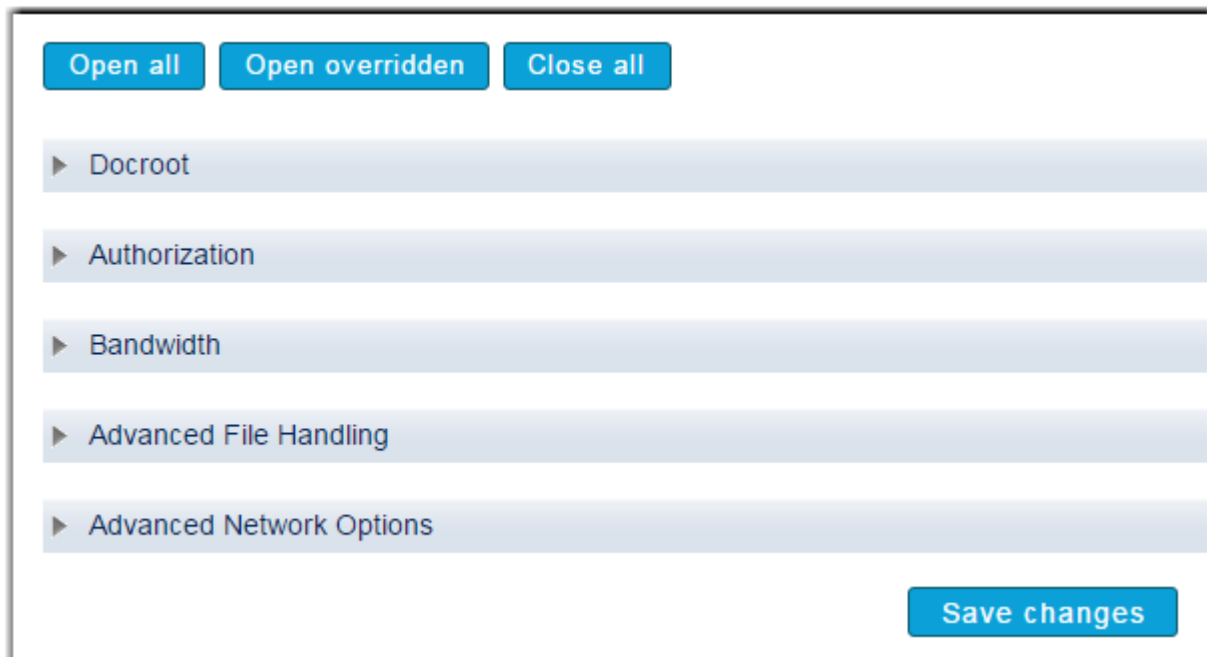 Open all Open overridden Close all
Docroot
Authorization
Bandwidth
Advanced File Handling
Advanced Network Options
Save changes